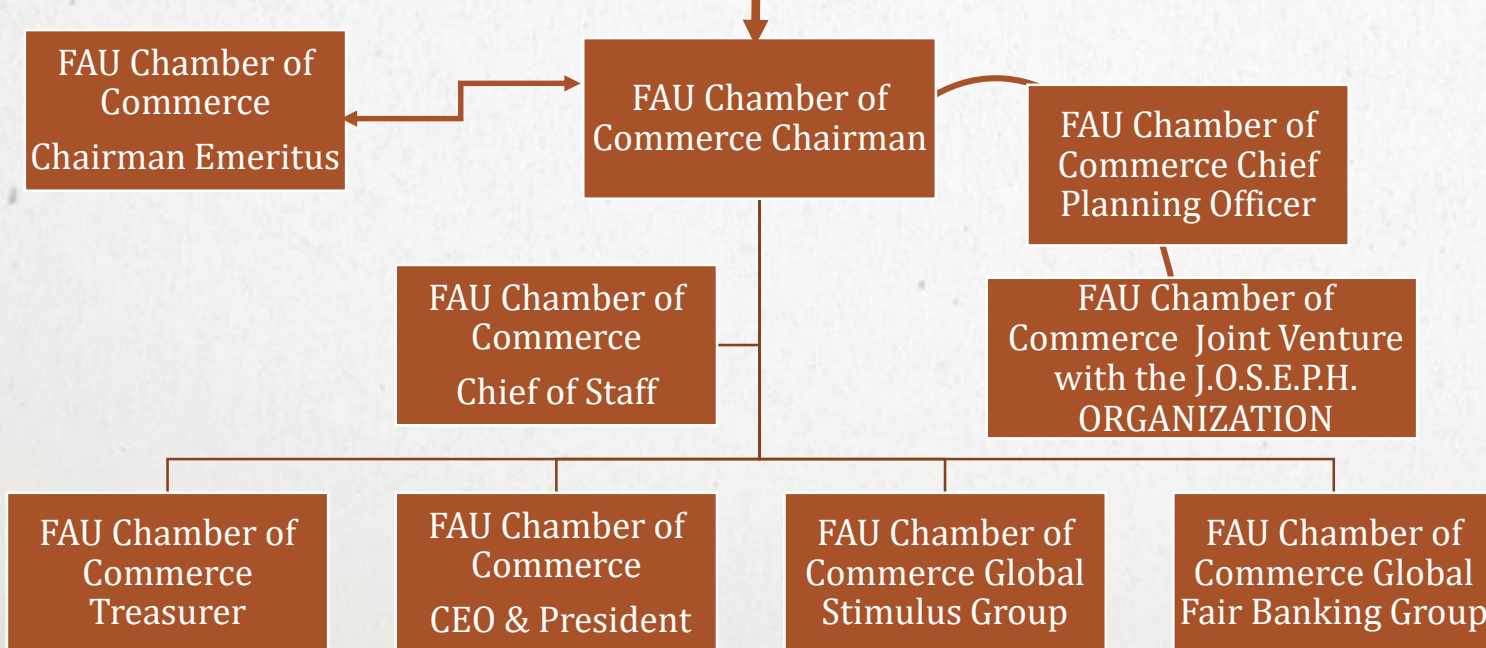 FAU Chamber of
Commerce
Chairman Emeritus
FAU Chamber of
Commerce Chairman
FAU Chamber of
Commerce Chief
Planning Officer
FAU Chamber of
Commerce
Chief of Staff
FAU Chamber of
Commerce Joint Venture
with the J.O.S.E.P.H.
ORGANIZATION
FAU Chamber of
Commerce
Treasurer
FAU Chamber of
Commerce
CEO & President
FAU Chamber of
Commerce Global
Stimulus Group
FAU Chamber of
Commerce Global
Fair Banking Group